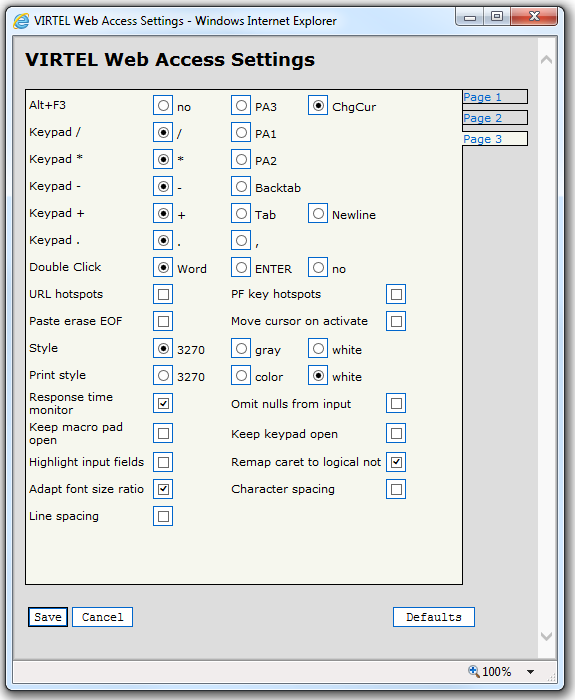 VIRTEL Web Access Settings - Windows Internet Explorer
VIRTEL Web Access Settings
Alt+F3 no PA3 ChgCur
Page 1
Page 2
Page 3
Keypad / / PA1
Keypad * * PA2
Keypad - - Backtab
Keypad + + Tab Newline
Keypad . . ,
Double Click Word ENTER no
URL hotspots PF key hotspots
Paste erase EOF Move cursor on activate
Style 3270 gray white
Print style 3270 color white
Response time
monitor
Omit nulls from input
Keep macro pad
open
Keep keypad open
Highlight input fields Remap caret to logical not
Adapt font size ratio Character spacing
Line spacing
Save Cancel Defaults
100%